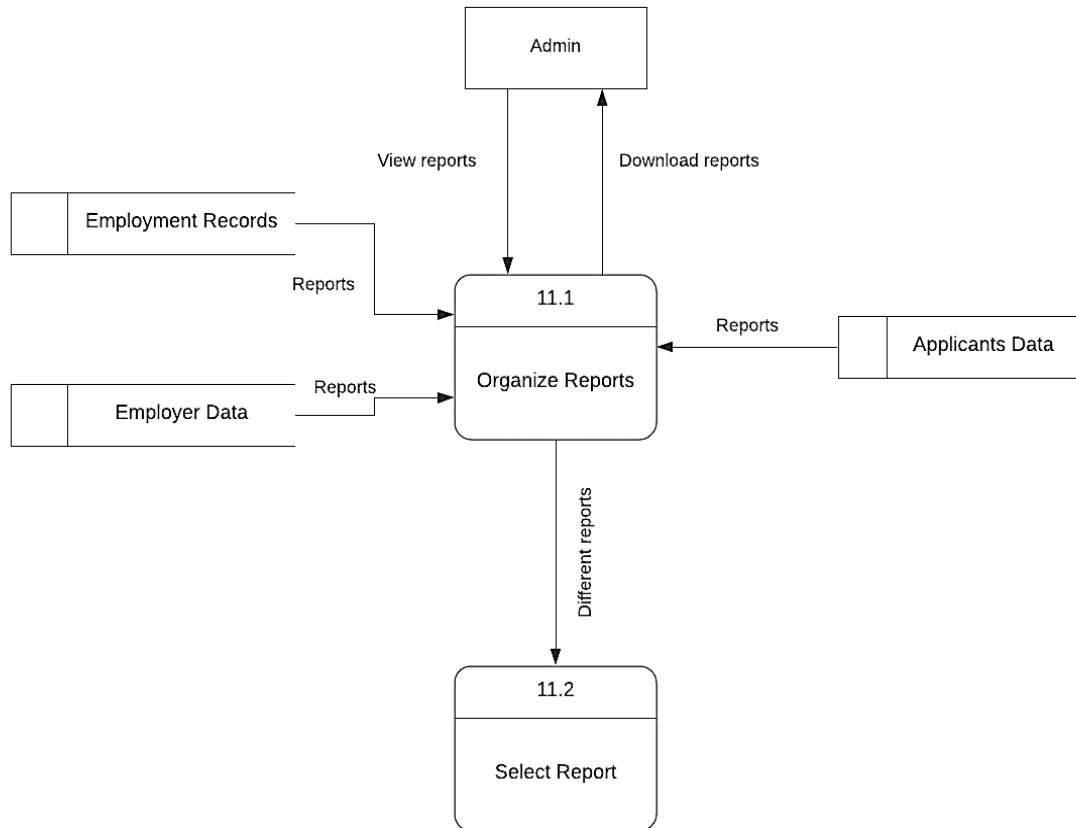 Admin
View reports
Download reports
Employment Records
Reports
11.1
Reports
Applicants Data
Organize Reports
Reports
Employer Data
Different reports
11.2
Select Report